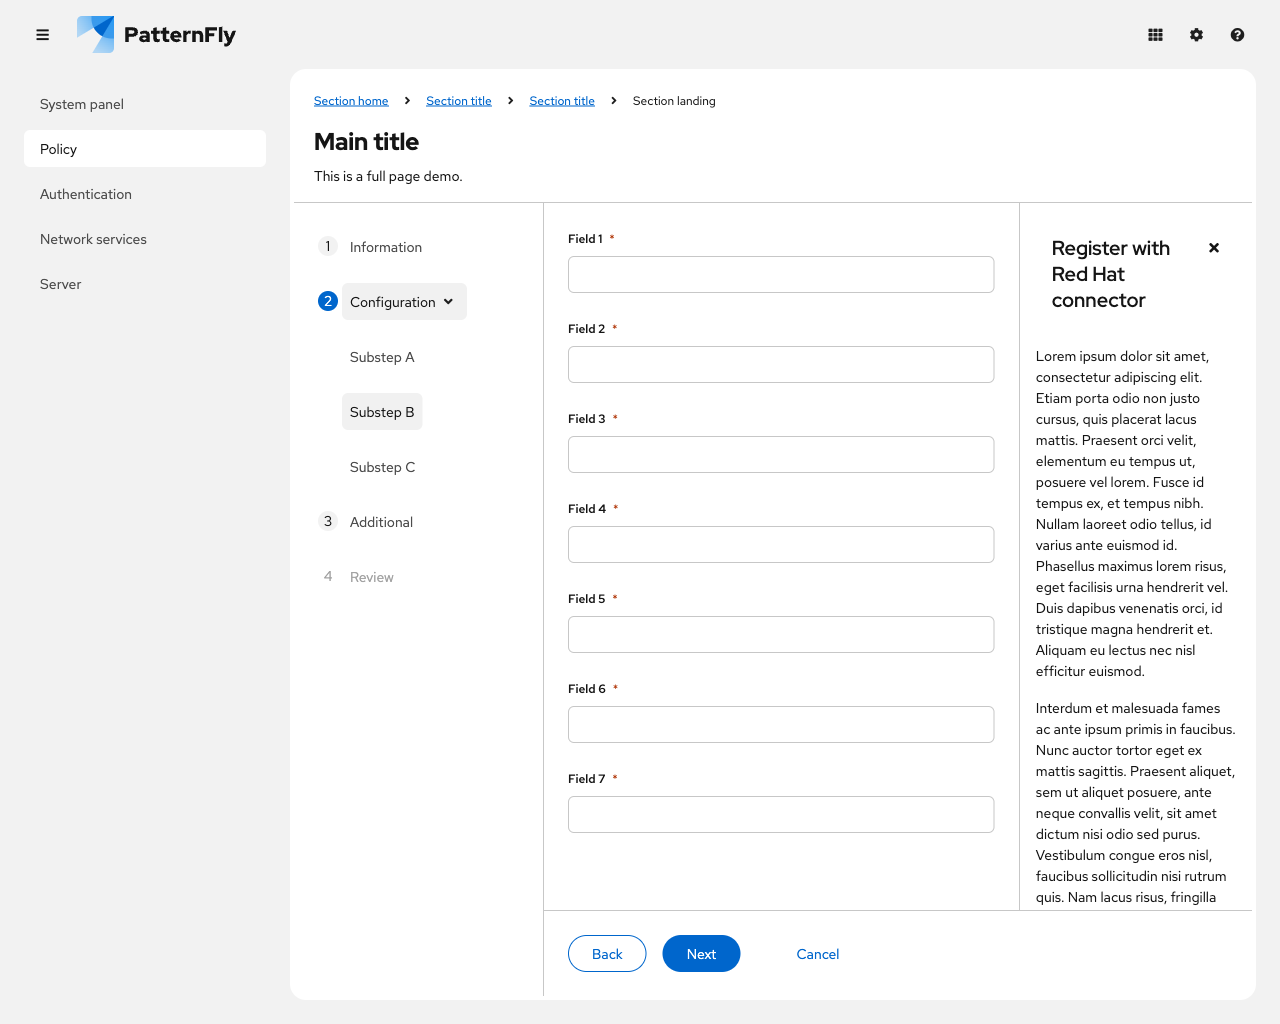 PatternFly
System panel
Policy
Authentication
Network services
Server
Section home
Section title
Section title
Section landing
Main title
This is a full page demo.
1 Information
2 Configuration
Substep A
Substep B
Substep C
3 Additional
4 Review
Field 1 *
Field 2 *
Field 3 *
Field 4 *
Field 5 *
Field 6 *
Field 7 *
Register with
Red Hat
connector
Lorem ipsum dolor sit amet,
consectetur adipiscing elit.
Etiam porta odio non justo
cursus, quis placerat lacus
mattis. Praesent orci velit,
elementum eu tempus ut,
posuere vel lorem. Fusce id
tempus ex, et tempus nibh.
Nullam laoreet odio tellus, id
varius ante euismod id.
Phasellus maximus lorem risus,
eget facilisis urna hendrerit vel.
Duis dapibus venenatis orci, id
tristique magna hendrerit et.
Aliquam eu lectus nec nisl
efficitur euismod.
Interdum et malesuada fames
ac ante ipsum primis in faucibus.
Nunc auctor tortor eget ex
mattis sagittis. Praesent aliquet,
sem ut aliquet posuere, ante
neque convallis velit, sit amet
dictum nisi odio sed purus.
Vestibulum congue eros nisl,
faucibus sollicitudin nisi rutrum
quis. Nam lacus risus, fringilla
Back
Next
Cancel